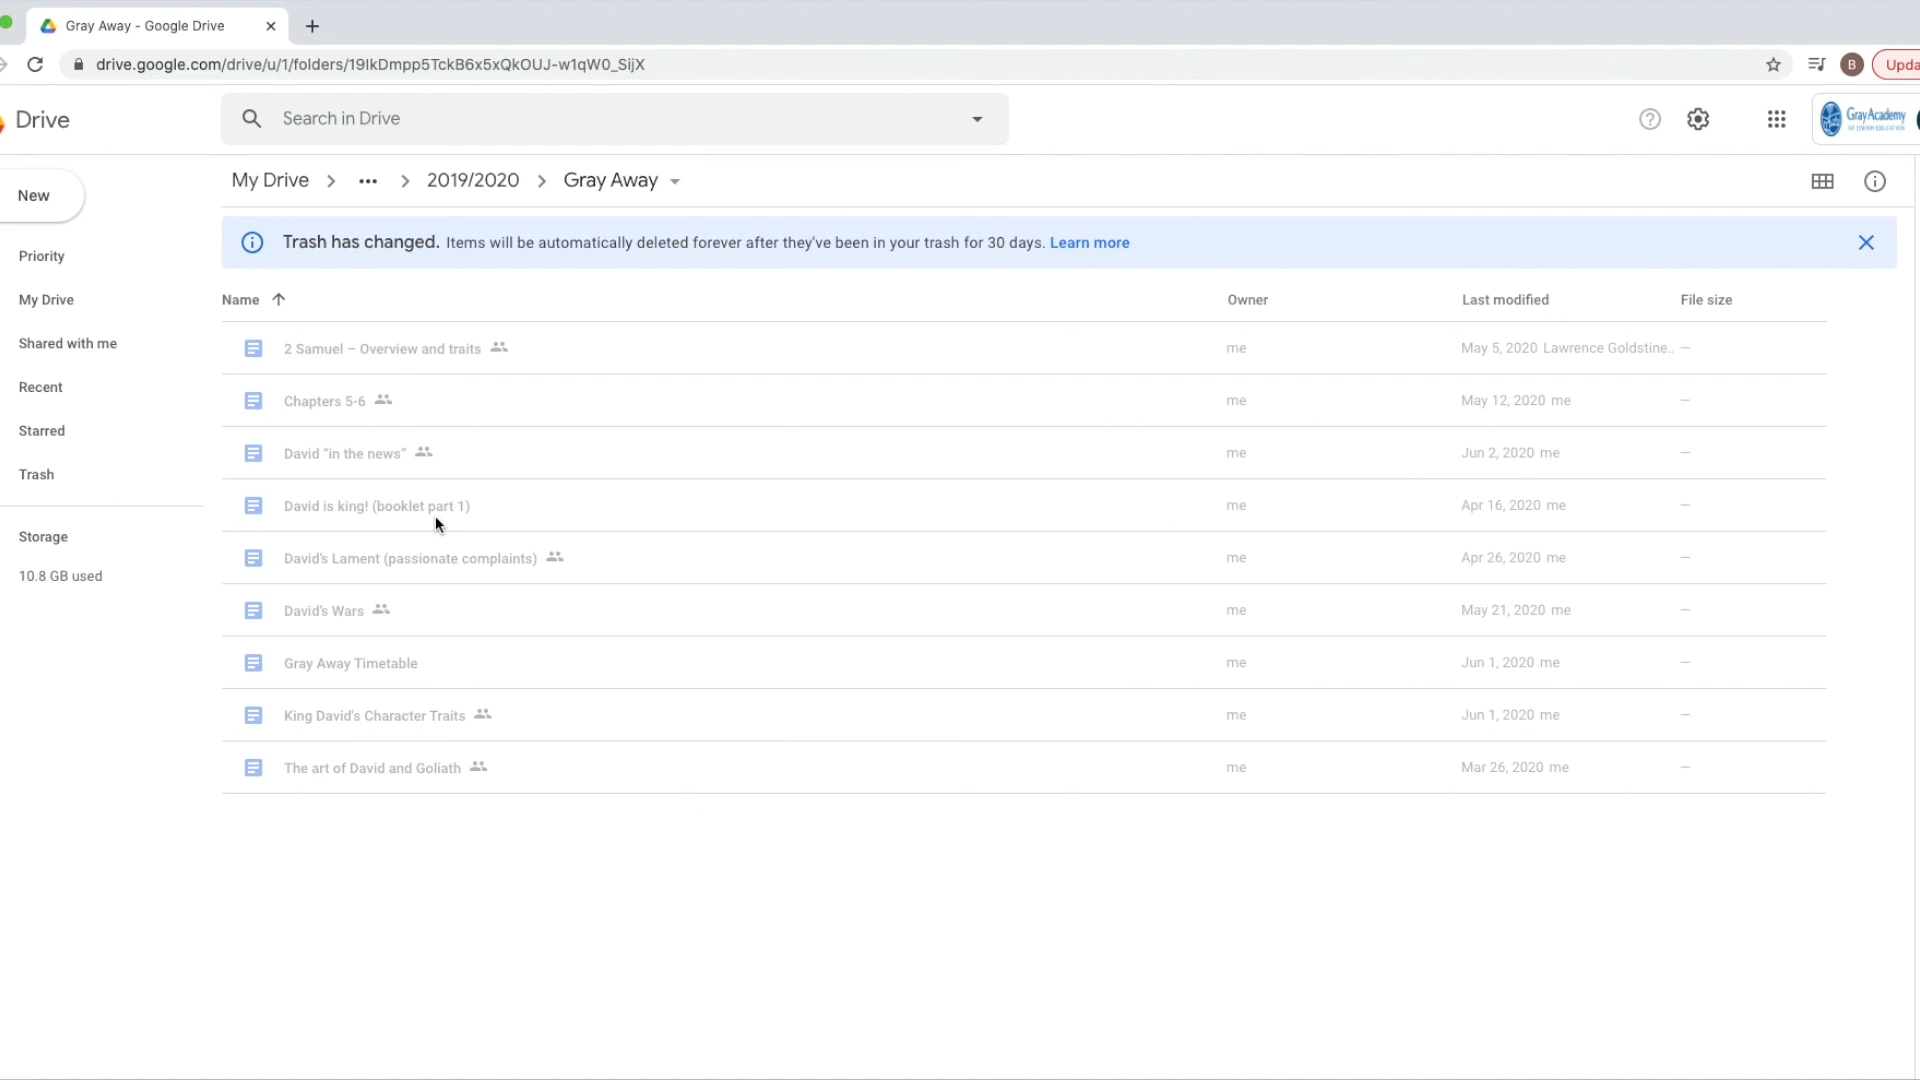 Gray Away - Google Drive
drive.google.com/drive/u/1/folders/19IkDmpp5TckB6x5xQkOUJ-w1qW0_SijX
B
Upda
Drive
Search in Drive
Gray Academy
OF JEWISH EDUCATION
New
My Drive > ... > 2019/2020 > Gray Away
Trash has changed. Items will be automatically deleted forever after they've been in your trash for 30 days. Learn more
Priority
My Drive
Shared with me
Recent
Starred
Trash
Storage
10.8 GB used
Name Owner Last modified File size
2 Samuel – Overview and traits me May 5, 2020 Lawrence Goldstine.. —
Chapters 5-6 me May 12, 2020 me —
David “in the news” me Jun 2, 2020 me —
David is king! (booklet part 1) me Apr 16, 2020 me —
David's Lament (passionate complaints) me Apr 26, 2020 me —
David's Wars me May 21, 2020 me —
Gray Away Timetable me Jun 1, 2020 me —
King David's Character Traits me Jun 1, 2020 me —
The art of David and Goliath me Mar 26, 2020 me —